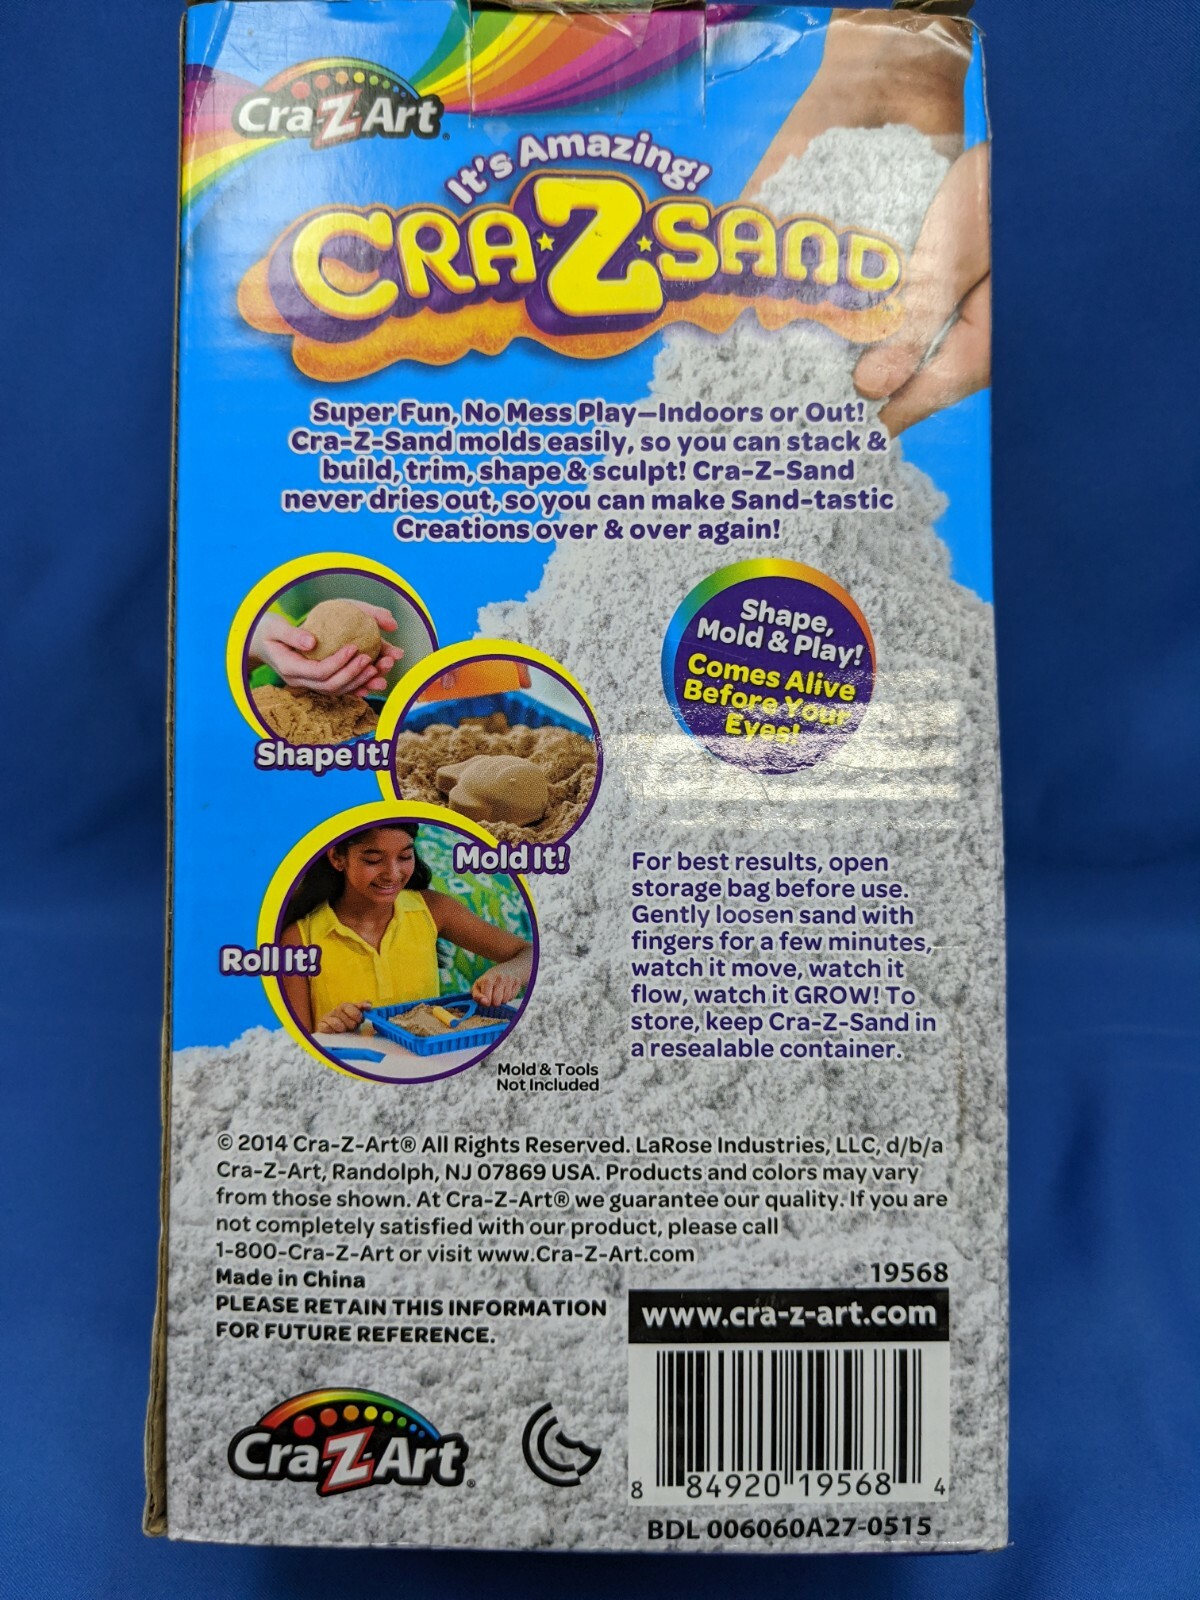 Cra-Z-Art®
It's Amazing!
CRA·Z·SAND
Super Fun, No Mess Play—Indoors or Out!
Cra-Z-Sand molds easily, so you can stack &
build, trim, shape & sculpt! Cra-Z-Sand
never dries out, so you can make Sand-tastic
Creations over & over again!
Shape,
Mold & Play!
Comes Alive
Before Your
Eyes!
Shape It!
Mold It!
Roll It!
Mold & Tools
Not Included
For best results, open
storage bag before use.
Gently loosen sand with
fingers for a few minutes,
watch it move, watch it
flow, watch it GROW! To
store, keep Cra-Z-Sand in
a resealable container.
© 2014 Cra-Z-Art® All Rights Reserved. LaRose Industries, LLC, d/b/a
Cra-Z-Art, Randolph, NJ 07869 USA. Products and colors may vary
from those shown. At Cra-Z-Art® we guarantee our quality. If you are
not completely satisfied with our product, please call
1-800-Cra-Z-Art or visit www.Cra-Z-Art.com
Made in China
PLEASE RETAIN THIS INFORMATION
FOR FUTURE REFERENCE.
19568
www.cra-z-art.com
Cra-Z-Art®
8 84920 19568 4
BDL 006060A27-0515